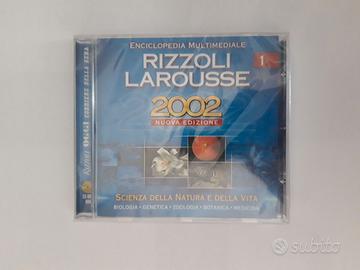 ENCICLOPEDIA MULTIMEDIALE
RIZZOLI
LAROUSSE
1
2002
NUOVA EDIZIONE
SCIENZA DELLA NATURA E DELLA VITA
BIOLOGIA • GENETICA • ZOOLOGIA • BOTANICA • MEDICINA
OGGI
subito